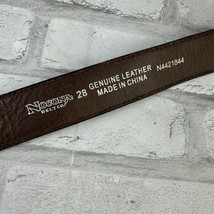 Nocona
BELT CO.
28
GENUINE LEATHER
MADE IN CHINA
N4421844